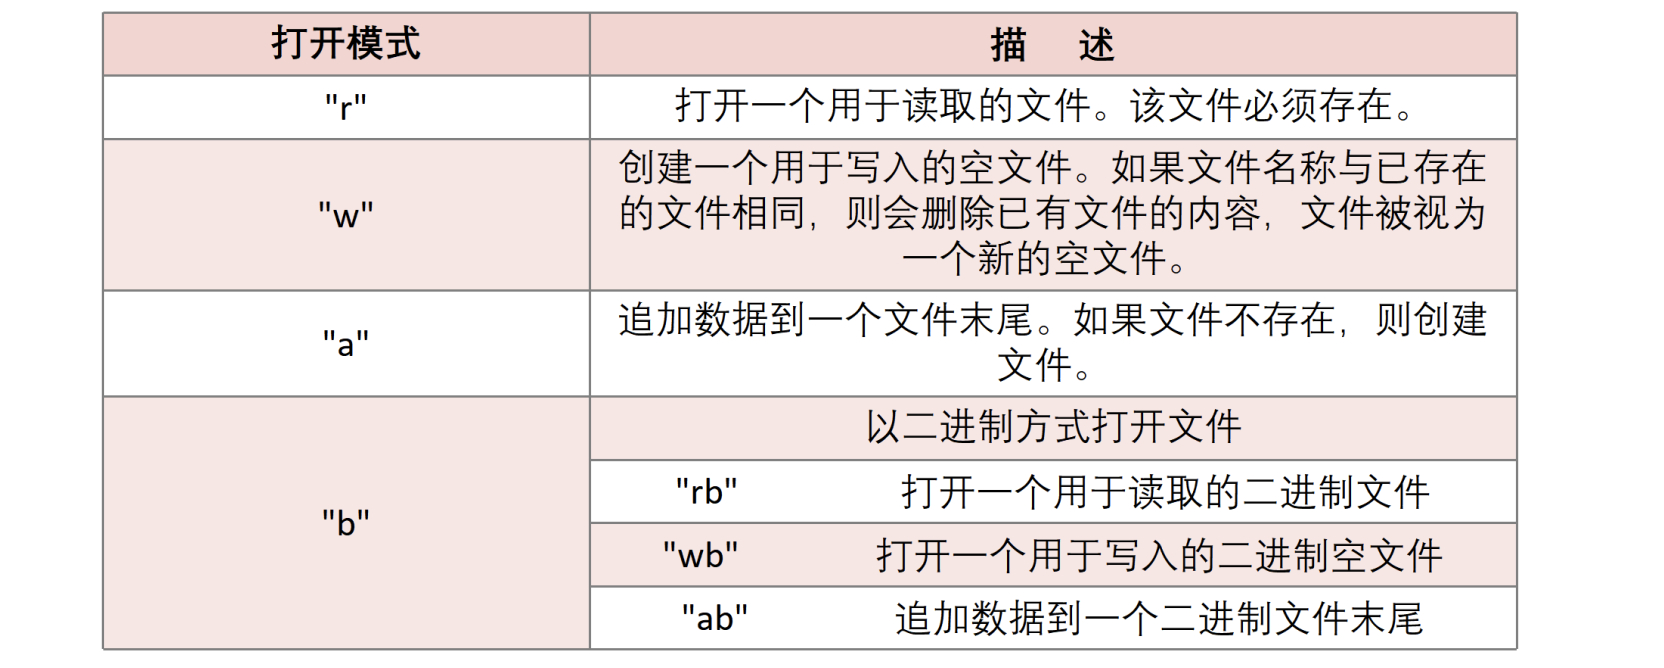 打开模式
描 述
"r"
打开一个用于读取的文件。该文件必须存在。
"w"
创建一个用于写入的空文件。如果文件名称与已存在
的文件相同，则会删除已有文件的内容，文件被视为
一个新的空文件。
"a"
追加数据到一个文件末尾。如果文件不存在，则创建
文件。
"b"
以二进制方式打开文件
"rb" 打开一个用于读取的二进制文件
"wb" 打开一个用于写入的二进制空文件
"ab" 追加数据到一个二进制文件末尾